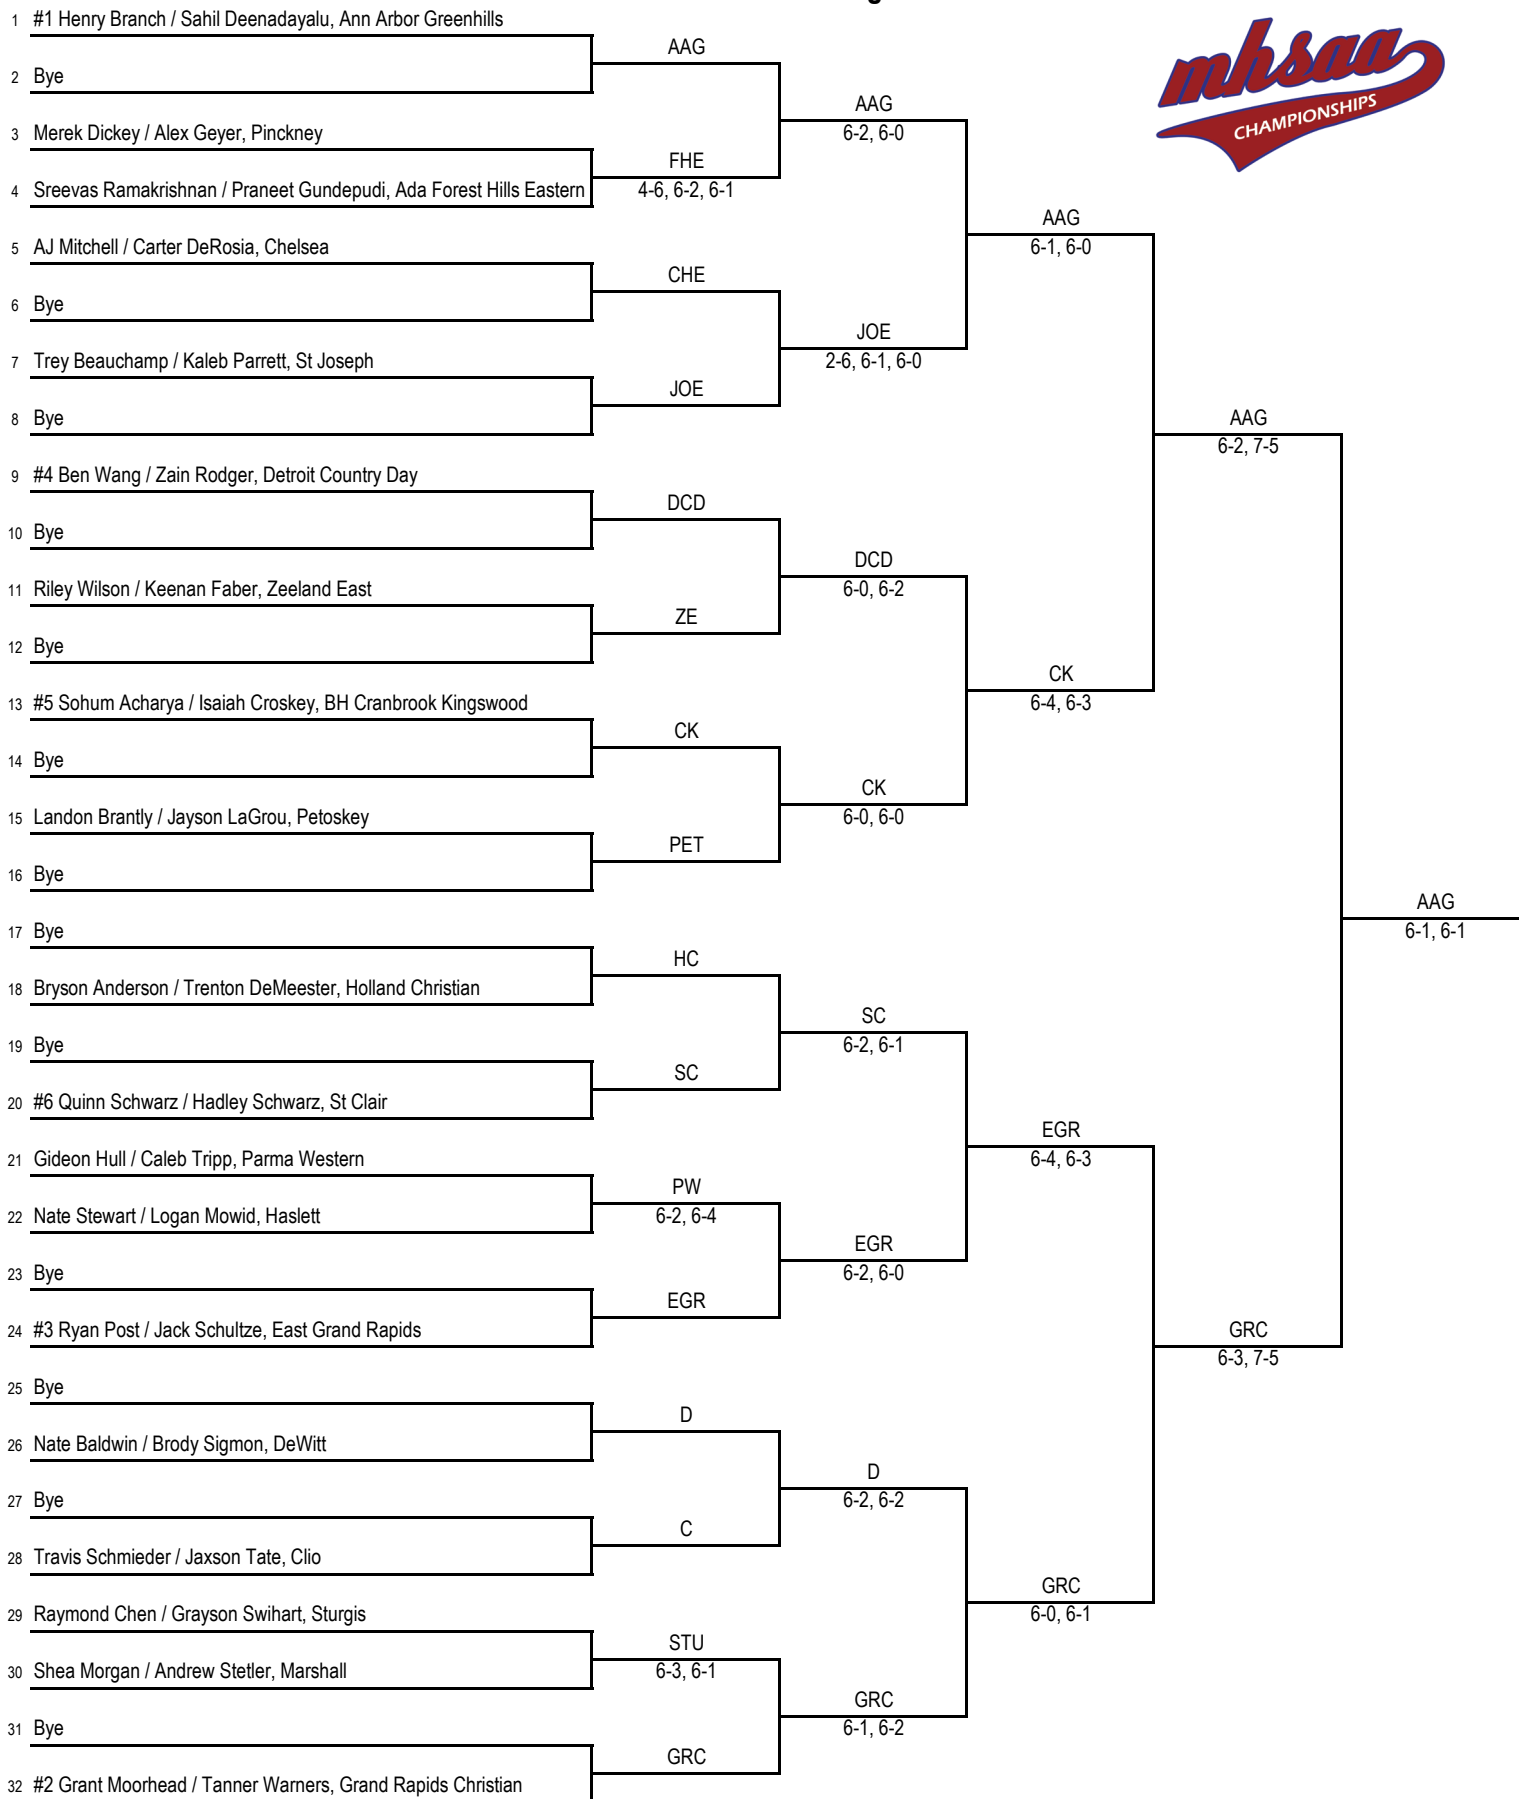 1 #1 Henry Branch / Sahil Deenadayalu, Ann Arbor Greenhills
AAG
2 Bye
AAG
6-2, 6-0
3 Merek Dickey / Alex Geyer, Pinckney
FHE
4-6, 6-2, 6-1
4 Sreevas Ramakrishnan / Praneet Gundepudi, Ada Forest Hills Eastern
AAG
6-1, 6-0
5 AJ Mitchell / Carter DeRosia, Chelsea
CHE
6 Bye
JOE
2-6, 6-1, 6-0
7 Trey Beauchamp / Kaleb Parrett, St Joseph
JOE
8 Bye
AAG
6-2, 7-5
9 #4 Ben Wang / Zain Rodger, Detroit Country Day
DCD
10 Bye
DCD
6-0, 6-2
11 Riley Wilson / Keenan Faber, Zeeland East
ZE
12 Bye
CK
6-4, 6-3
13 #5 Sohum Acharya / Isaiah Croskey, BH Cranbrook Kingswood
CK
14 Bye
CK
6-0, 6-0
15 Landon Brantly / Jayson LaGrou, Petoskey
PET
16 Bye
AAG
6-1, 6-1
17 Bye
HC
18 Bryson Anderson / Trenton DeMeester, Holland Christian
SC
6-2, 6-1
19 Bye
SC
20 #6 Quinn Schwarz / Hadley Schwarz, St Clair
EGR
6-4, 6-3
21 Gideon Hull / Caleb Tripp, Parma Western
PW
6-2, 6-4
22 Nate Stewart / Logan Mowid, Haslett
EGR
6-2, 6-0
23 Bye
EGR
24 #3 Ryan Post / Jack Schultze, East Grand Rapids
GRC
6-3, 7-5
25 Bye
D
26 Nate Baldwin / Brody Sigmon, DeWitt
D
6-2, 6-2
27 Bye
C
28 Travis Schmieder / Jaxson Tate, Clio
GRC
6-0, 6-1
29 Raymond Chen / Grayson Swihart, Sturgis
STU
6-3, 6-1
30 Shea Morgan / Andrew Stetler, Marshall
GRC
6-1, 6-2
31 Bye
GRC
32 #2 Grant Moorhead / Tanner Warners, Grand Rapids Christian
mhsaa
CHAMPIONSHIPS